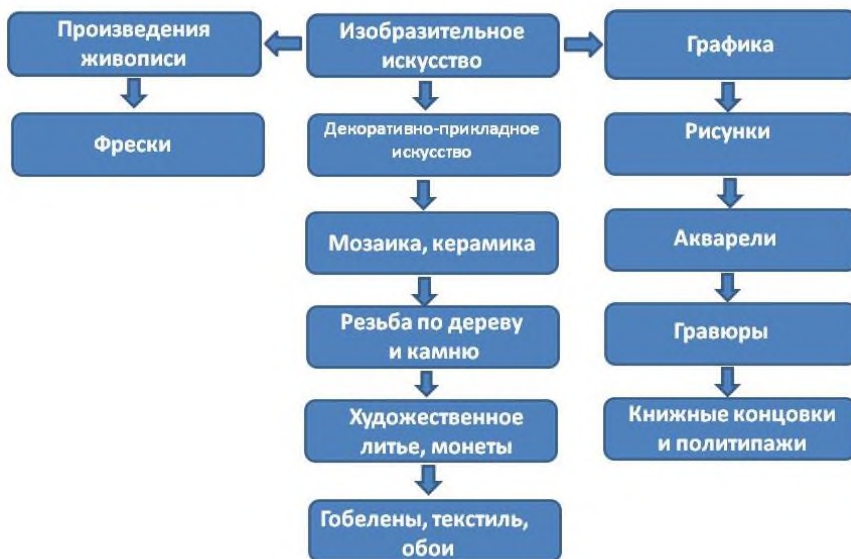 Произведения
живописи
Изобразительное
искусство
Графика
Фрески
Декоративно-прикладное
искусство
Рисунки
Мозаика, керамика
Акварели
Резьба по дереву
и камню
Гравюры
Художественное
литье, монеты
Книжные концовки
и политипажи
Гобелены, текстиль,
обои